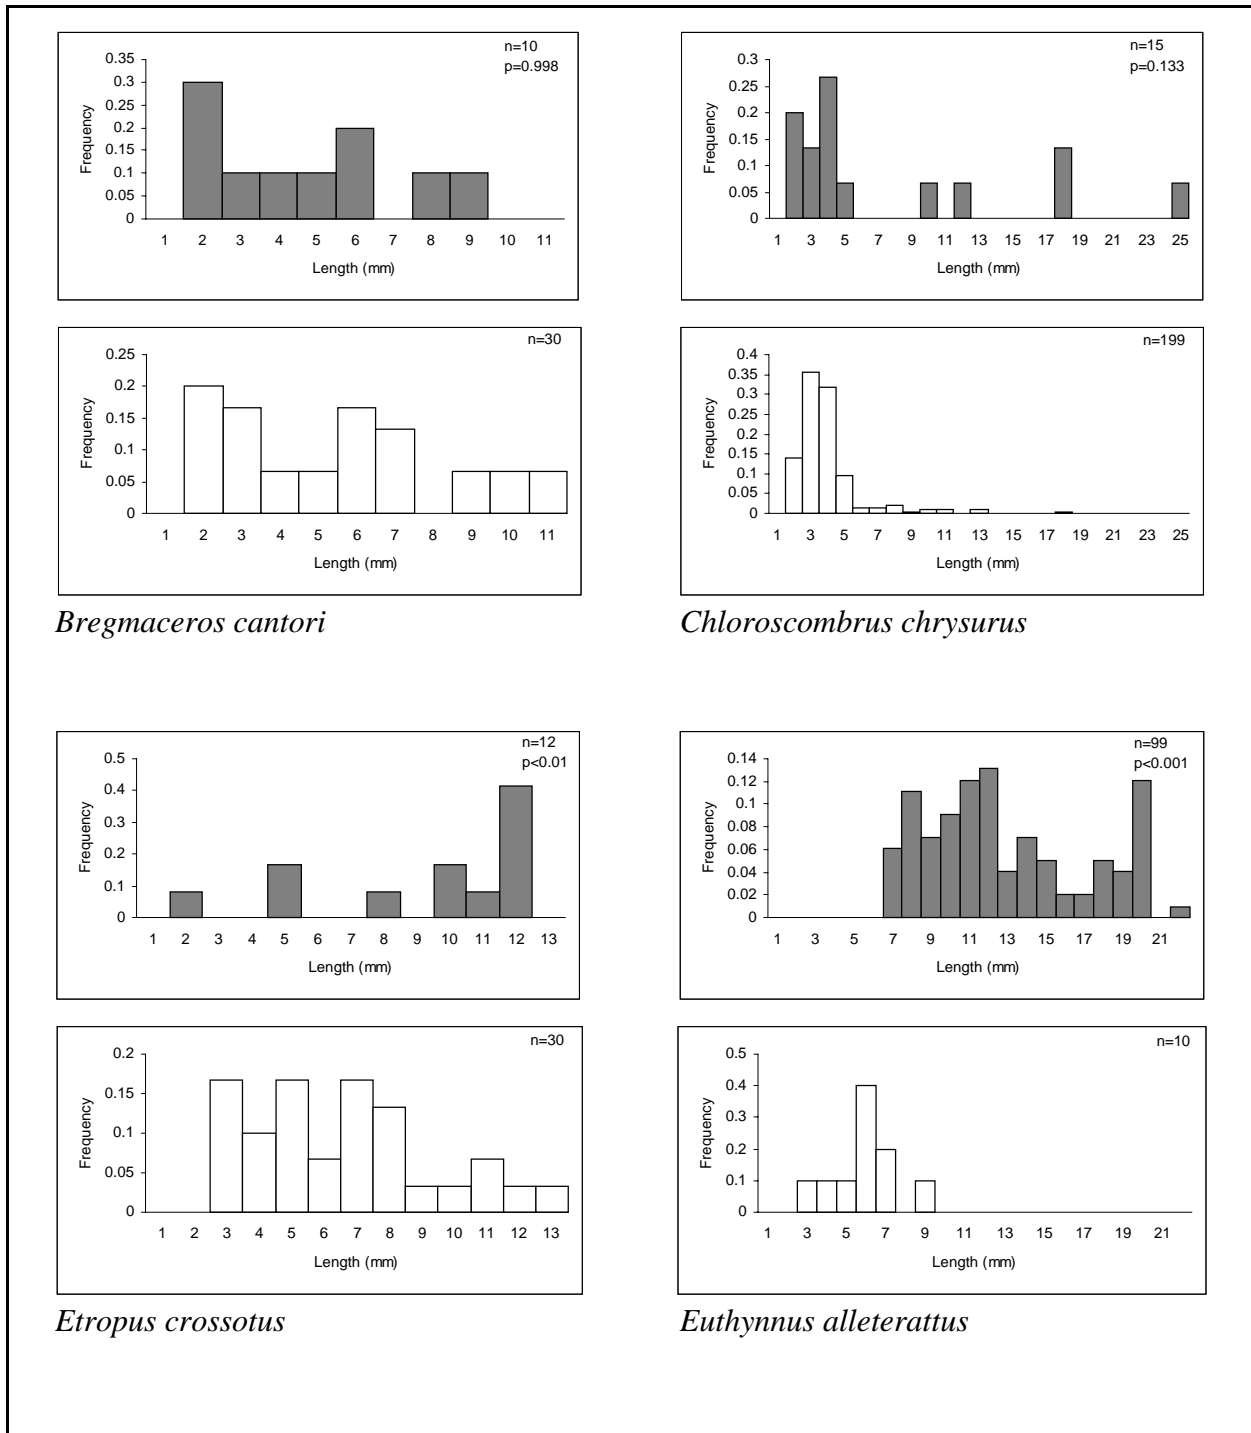 n=10
p=0.998
0.35
0.3
0.25
0.2
0.15
0.1
0.05
0
Frequency
1 2 3 4 5 6 7 8 9 10 11
Length (mm)
n=15
p=0.133
0.3
0.25
0.2
0.15
0.1
0.05
0
Frequency
1 3 5 7 9 11 13 15 17 19 21 23 25
Length (mm)
n=30
0.25
0.2
0.15
0.1
0.05
0
Frequency
1 2 3 4 5 6 7 8 9 10 11
Length (mm)
n=199
0.4
0.35
0.3
0.25
0.2
0.15
0.1
0.05
0
Frequency
1 3 5 7 9 11 13 15 17 19 21 23 25
Length (mm)
Bregmaceros cantori
Chloroscombrus chrysurus
n=12
p<0.01
0.5
0.4
0.3
0.2
0.1
0
Frequency
1 2 3 4 5 6 7 8 9 10 11 12 13
Length (mm)
n=99
p<0.001
0.14
0.12
0.1
0.08
0.06
0.04
0.02
0
Frequency
1 3 5 7 9 11 13 15 17 19 21
Length (mm)
n=30
0.2
0.15
0.1
0.05
0
Frequency
1 2 3 4 5 6 7 8 9 10 11 12 13
Length (mm)
n=10
0.5
0.4
0.3
0.2
0.1
0
Frequency
1 3 5 7 9 11 13 15 17 19 21
Length (mm)
Etropus crossotus
Euthynnus alleterattus